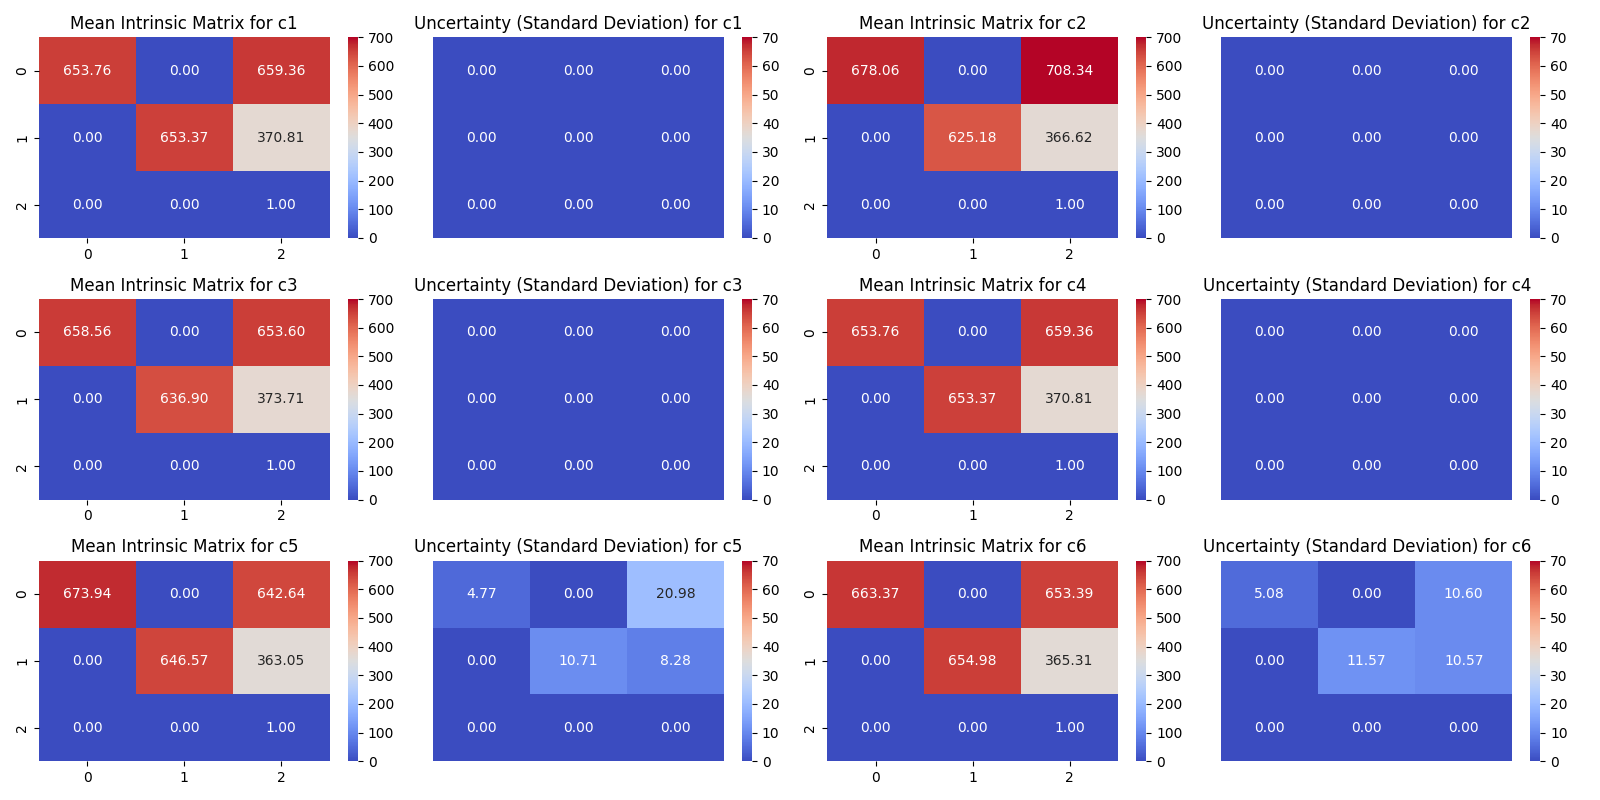 Mean Intrinsic Matrix for c1
0 653.76 0.00 659.36
1 0.00 653.37 370.81
2 0.00 0.00 1.00
0 1 2
700
600
500
400
300
200
100
0
Uncertainty (Standard Deviation) for c1
0.00 0.00 0.00
0.00 0.00 0.00
0.00 0.00 0.00
70
60
50
40
30
20
10
0
Mean Intrinsic Matrix for c2
0 678.06 0.00 708.34
1 0.00 625.18 366.62
2 0.00 0.00 1.00
0 1 2
700
600
500
400
300
200
100
0
Uncertainty (Standard Deviation) for c2
0.00 0.00 0.00
0.00 0.00 0.00
0.00 0.00 0.00
70
60
50
40
30
20
10
0
Mean Intrinsic Matrix for c3
0 658.56 0.00 653.60
1 0.00 636.90 373.71
2 0.00 0.00 1.00
0 1 2
700
600
500
400
300
200
100
0
Uncertainty (Standard Deviation) for c3
0.00 0.00 0.00
0.00 0.00 0.00
0.00 0.00 0.00
70
60
50
40
30
20
10
0
Mean Intrinsic Matrix for c4
0 653.76 0.00 659.36
1 0.00 653.37 370.81
2 0.00 0.00 1.00
0 1 2
700
600
500
400
300
200
100
0
Uncertainty (Standard Deviation) for c4
0.00 0.00 0.00
0.00 0.00 0.00
0.00 0.00 0.00
70
60
50
40
30
20
10
0
Mean Intrinsic Matrix for c5
0 673.94 0.00 642.64
1 0.00 646.57 363.05
2 0.00 0.00 1.00
0 1 2
700
600
500
400
300
200
100
0
Uncertainty (Standard Deviation) for c5
4.77 0.00 20.98
0.00 10.71 8.28
0.00 0.00 0.00
70
60
50
40
30
20
10
0
Mean Intrinsic Matrix for c6
0 663.37 0.00 653.39
1 0.00 654.98 365.31
2 0.00 0.00 1.00
0 1 2
700
600
500
400
300
200
100
0
Uncertainty (Standard Deviation) for c6
5.08 0.00 10.60
0.00 11.57 10.57
0.00 0.00 0.00
70
60
50
40
30
20
10
0